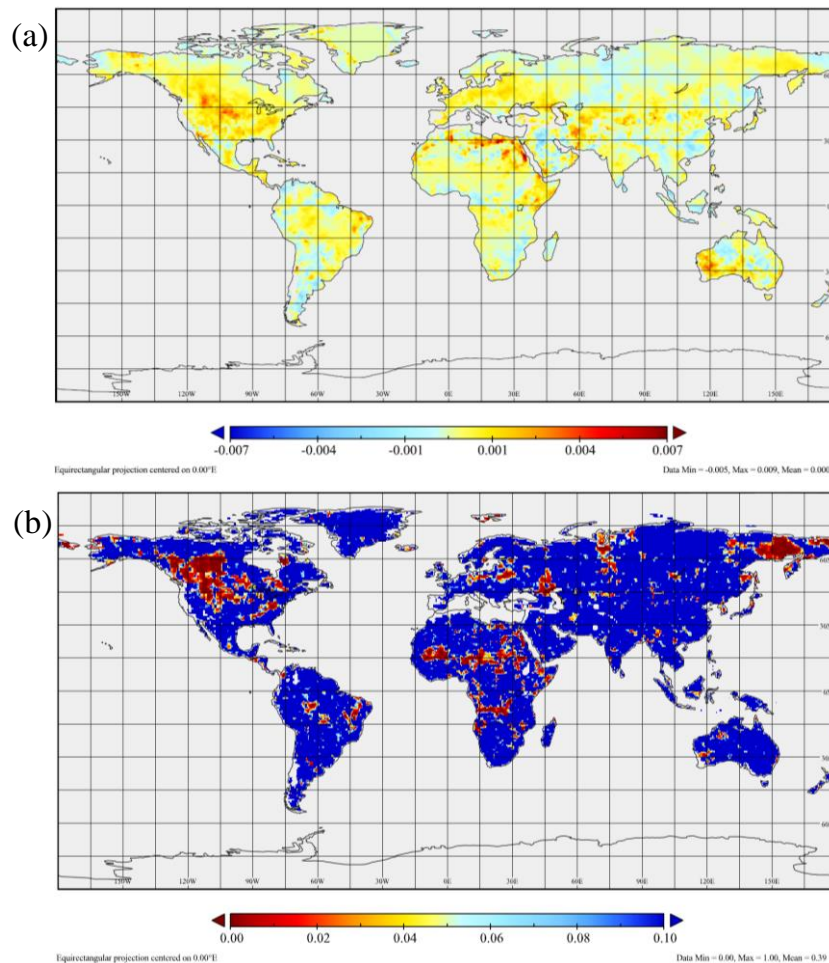 (a)
150W 120W 90W 60W 30W 0E 30E 60E 90E 120E 150E
-0.007 -0.004 -0.001 0.001 0.004 0.007
Equirectangular projection centered on 0.00°E Data Min = -0.005, Max = 0.009, Mean = 0.000
(b)
120W 90W 60W 30W 0E 30E 60E 90E 120E 150E
0.00 0.02 0.04 0.06 0.08 0.10
Equirectangular projection centered on 0.00°E Data Min = 0.00, Max = 1.00, Mean = 0.39